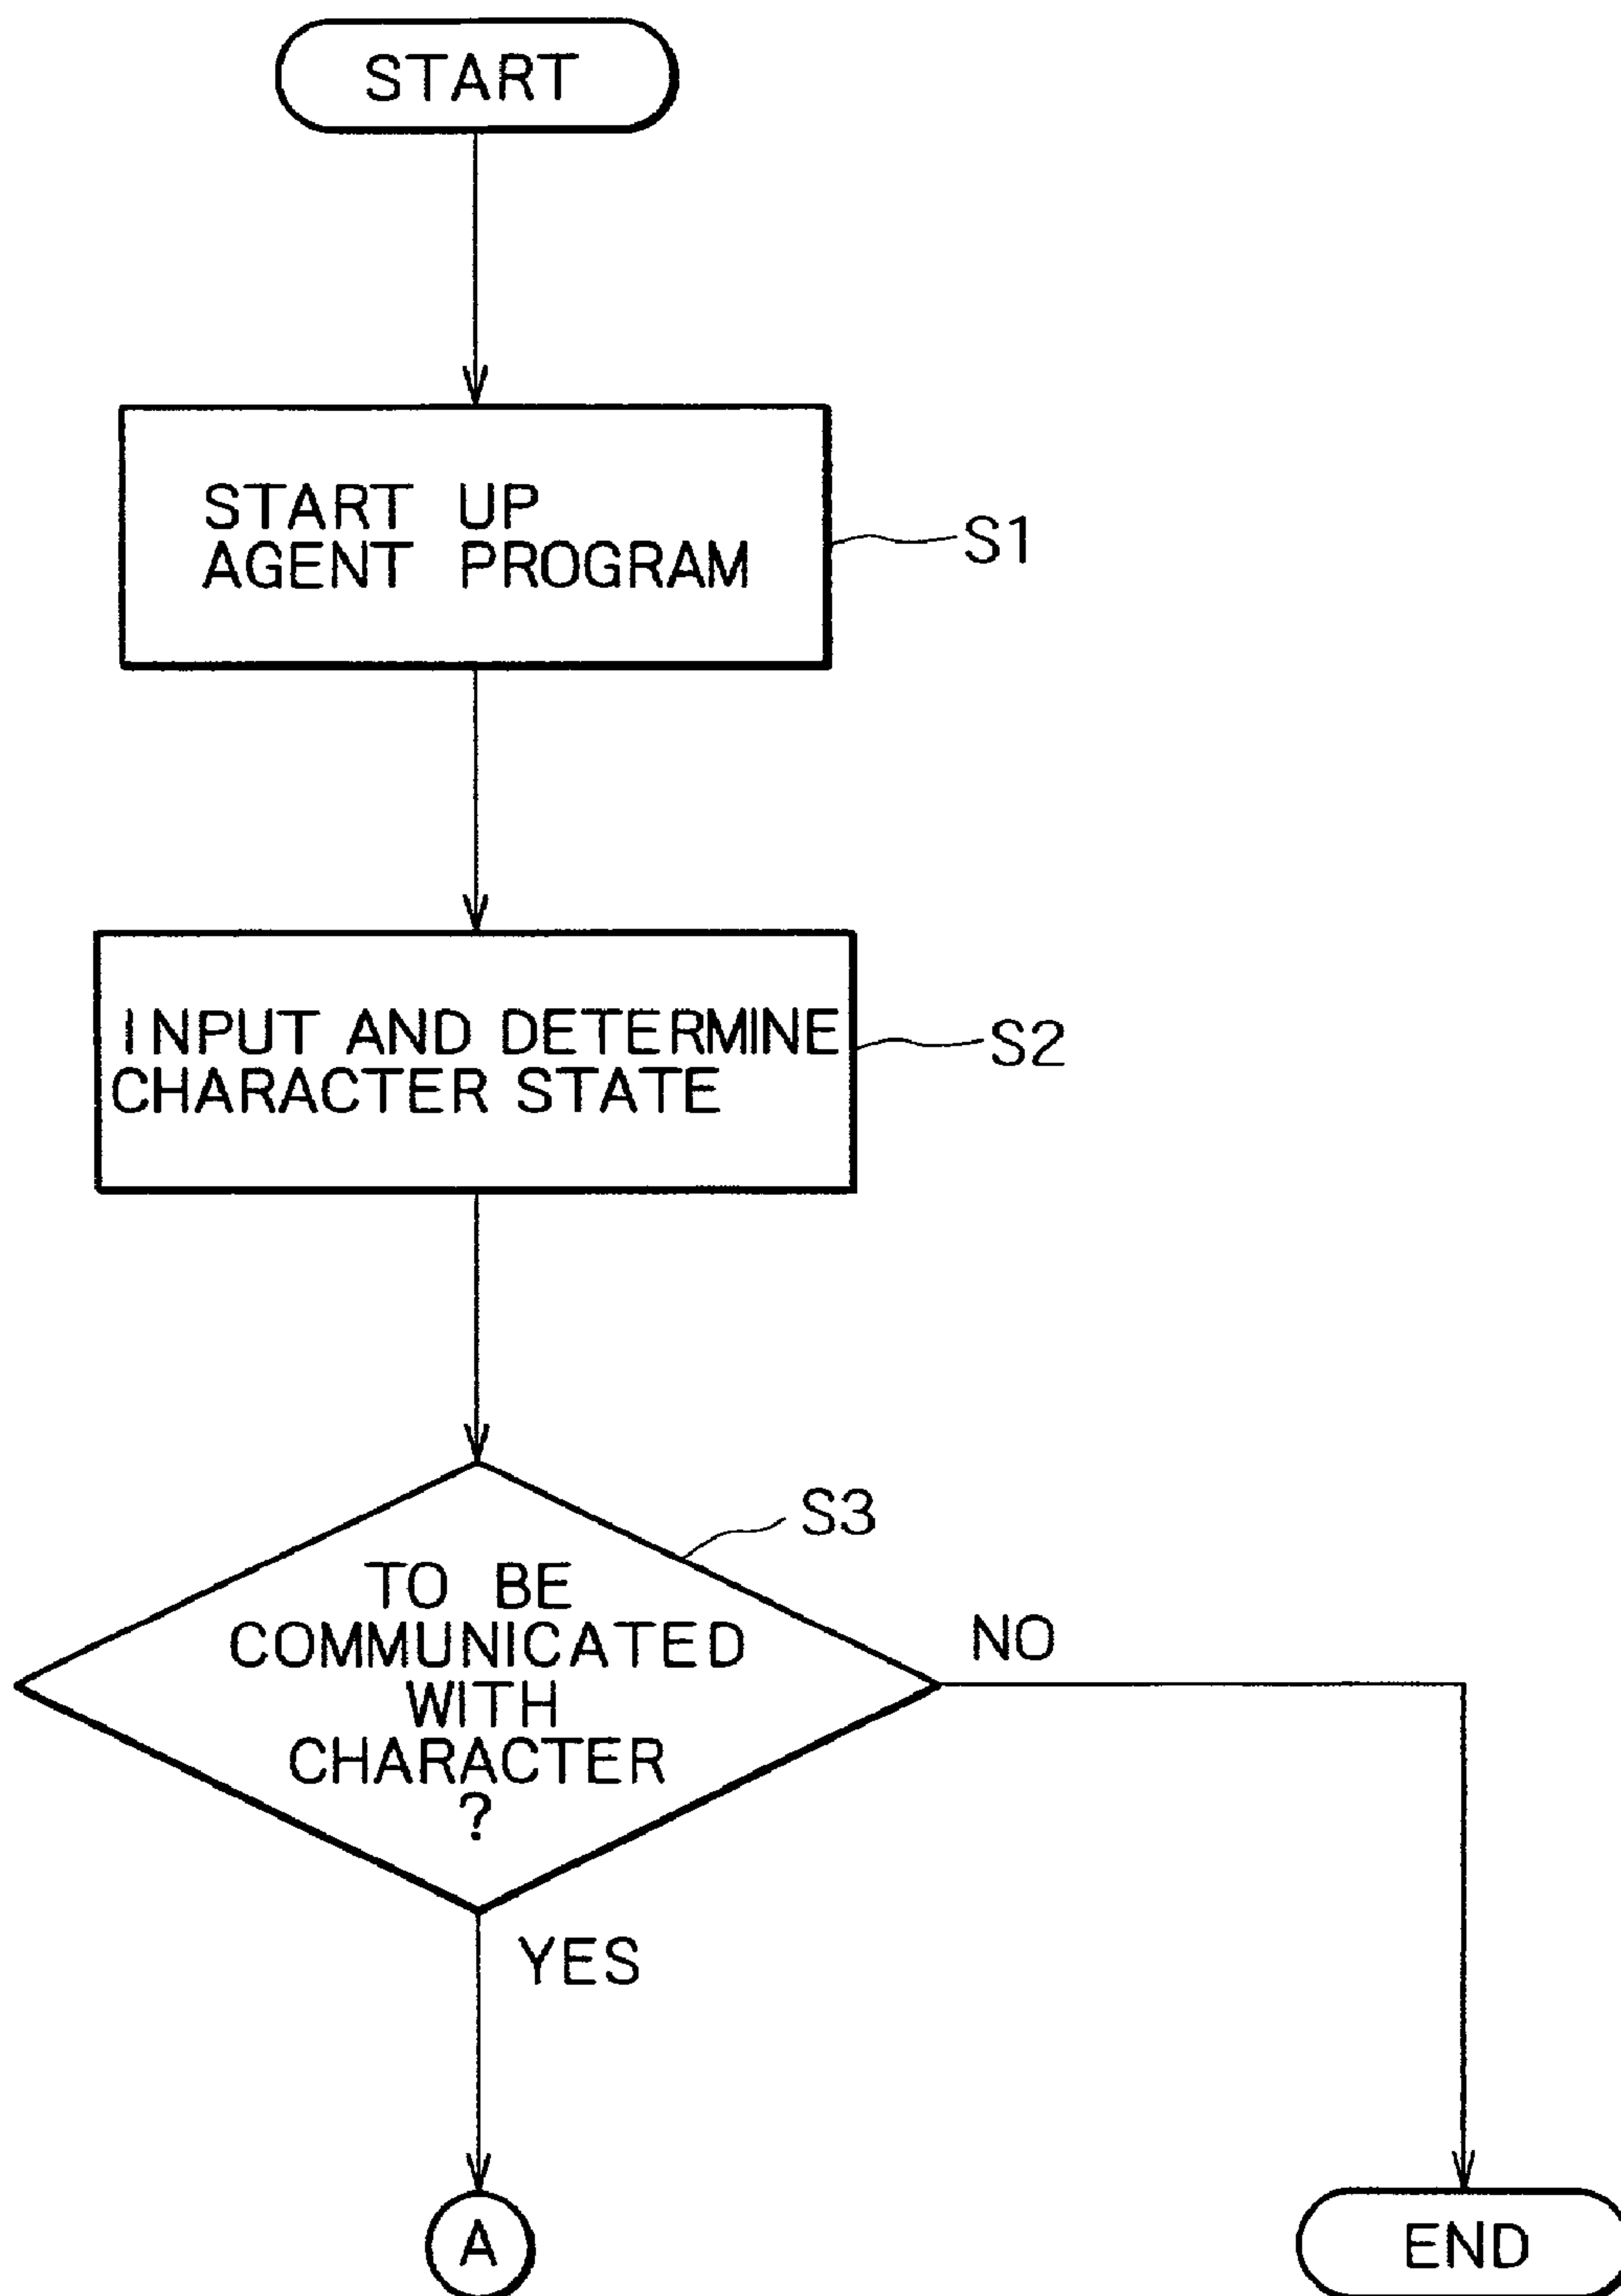 START
START UP
AGENT PROGRAM
S1
INPUT AND DETERMINE
CHARACTER STATE
S2
S3
TO BE
COMMUNICATED
WITH
CHARACTER
?
NO
YES
A
END